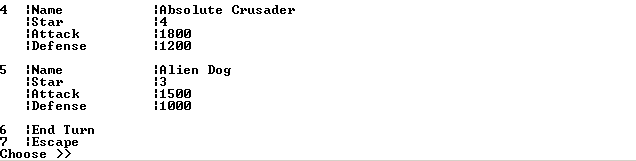 4 ¦Name ¦Absolute Crusader
¦Star ¦4
¦Attack ¦1800
¦Defense ¦1200
5 ¦Name ¦Alien Dog
¦Star ¦3
¦Attack ¦1500
¦Defense ¦1000
6 ¦End Turn
7 ¦Escape
Choose >>